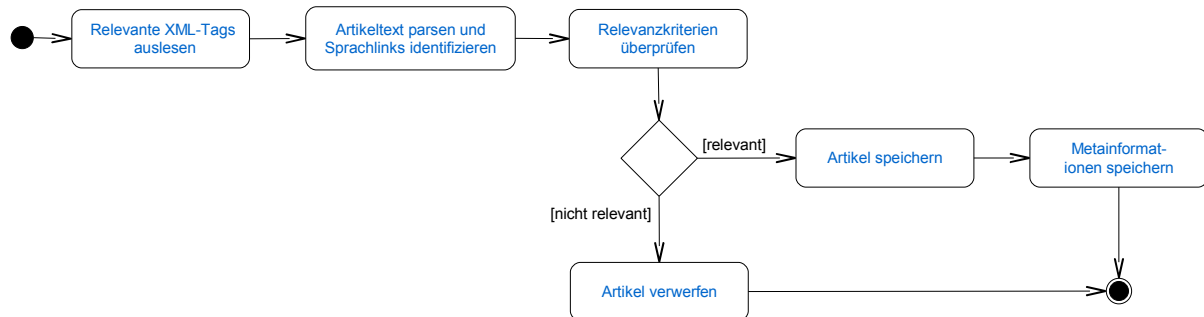 Relevante XML-Tags
auslesen
Artikeltext parsen und
Sprachlinks identifizieren
Relevanzkriterien
überprüfen
[relevant]
Artikel speichern
Metainformat-
ionen speichern
[nicht relevant]
Artikel verwerfen